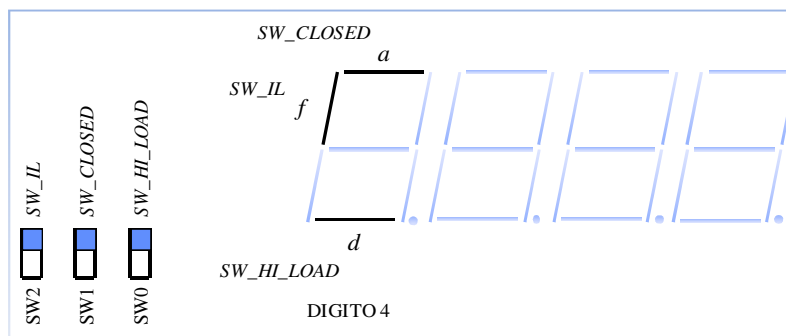 SW_CLOSED
a
SW_IL
f
SW_IL
SW_CLOSED
SW_HI_LOAD
d
SW_HI_LOAD
SW2
SW1
SW0
DIGITO 4